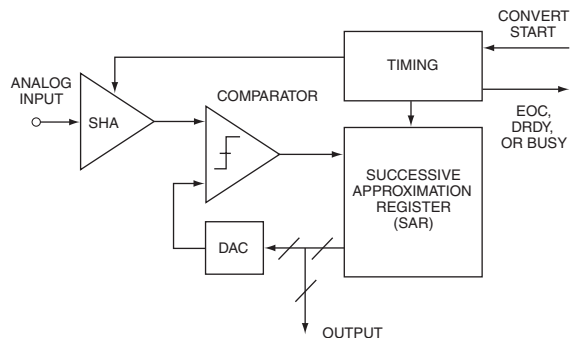 CONVERT
START
TIMING
ANALOG
INPUT
COMPARATOR
EOC,
DRDY,
OR BUSY
SHA
SUCCESSIVE
APPROXIMATION
REGISTER
(SAR)
DAC
OUTPUT